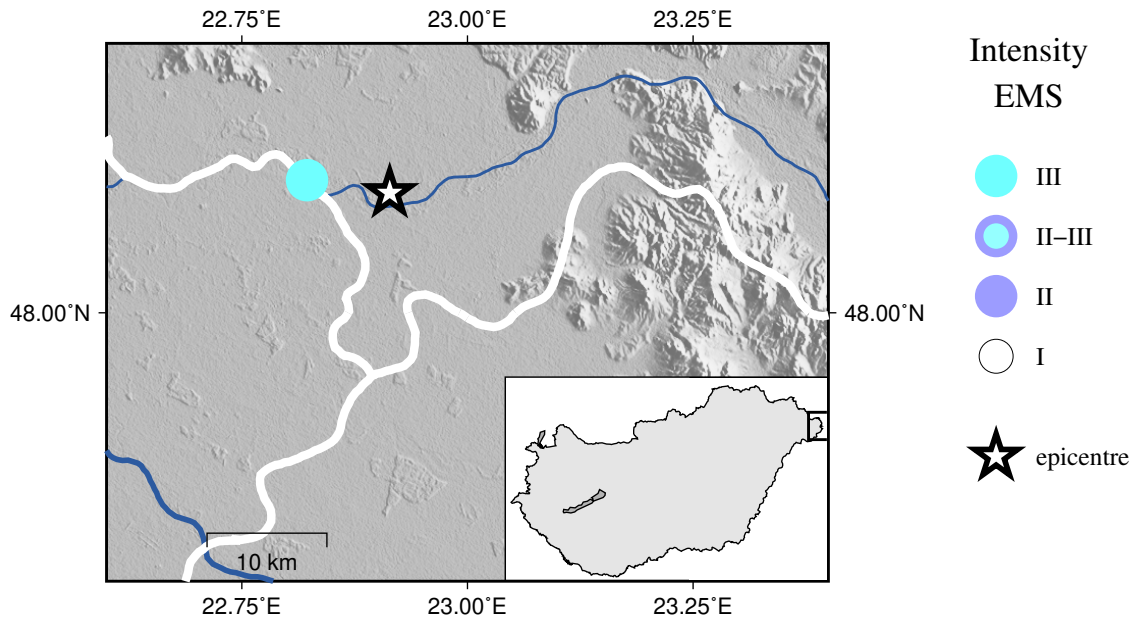 22.75˚E 23.00˚E 23.25˚E
Intensity
EMS
III
II−III
II
48.00˚N 48.00˚N
I
epicentre
10 km
22.75˚E 23.00˚E 23.25˚E